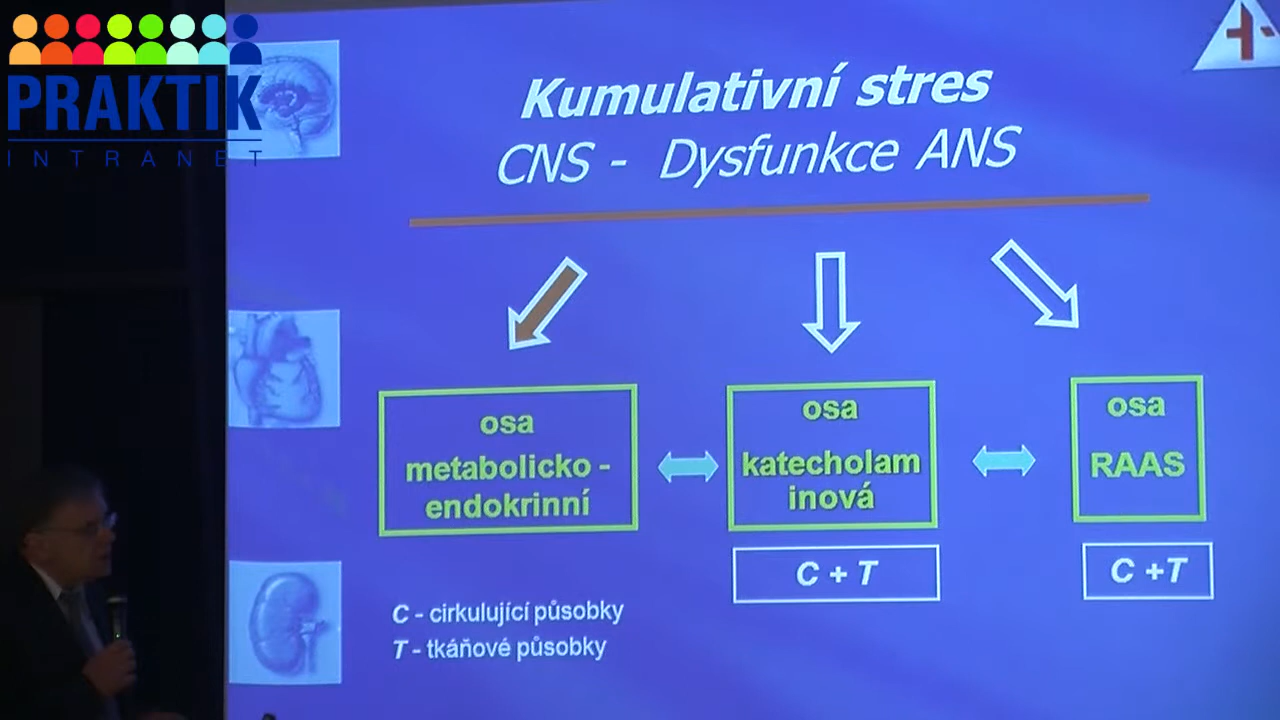 PRAKTIK
INTRANET
Kumulativní stres
CNS - Dysfunkce ANS
osa
metabolicko -
endokrinní
osa
katecholam
inová
osa
RAAS
C + T
C +T
C - cirkulující působky
T - tkáňové působky